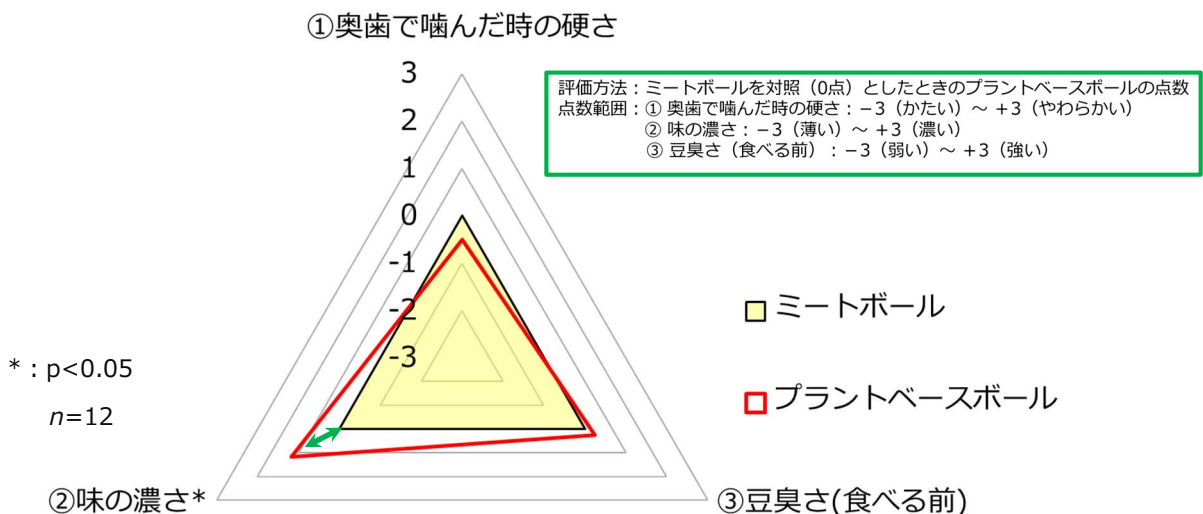 ①奥歯で噛んだ時の硬さ
3
2
1
0
-1
-2
-3
評価方法：ミートボールを対照（0点）としたときのプラントベースボールの点数
点数範囲：① 奥歯で噛んだ時の硬さ：−3（かたい）～ +3（やわらかい）
② 味の濃さ：−3（薄い）～ +3（濃い）
③ 豆臭さ（食べる前）：−3（弱い）～ +3（強い）
ミートボール
プラントベースボール
*：p<0.05
n=12
②味の濃さ*
③豆臭さ(食べる前)